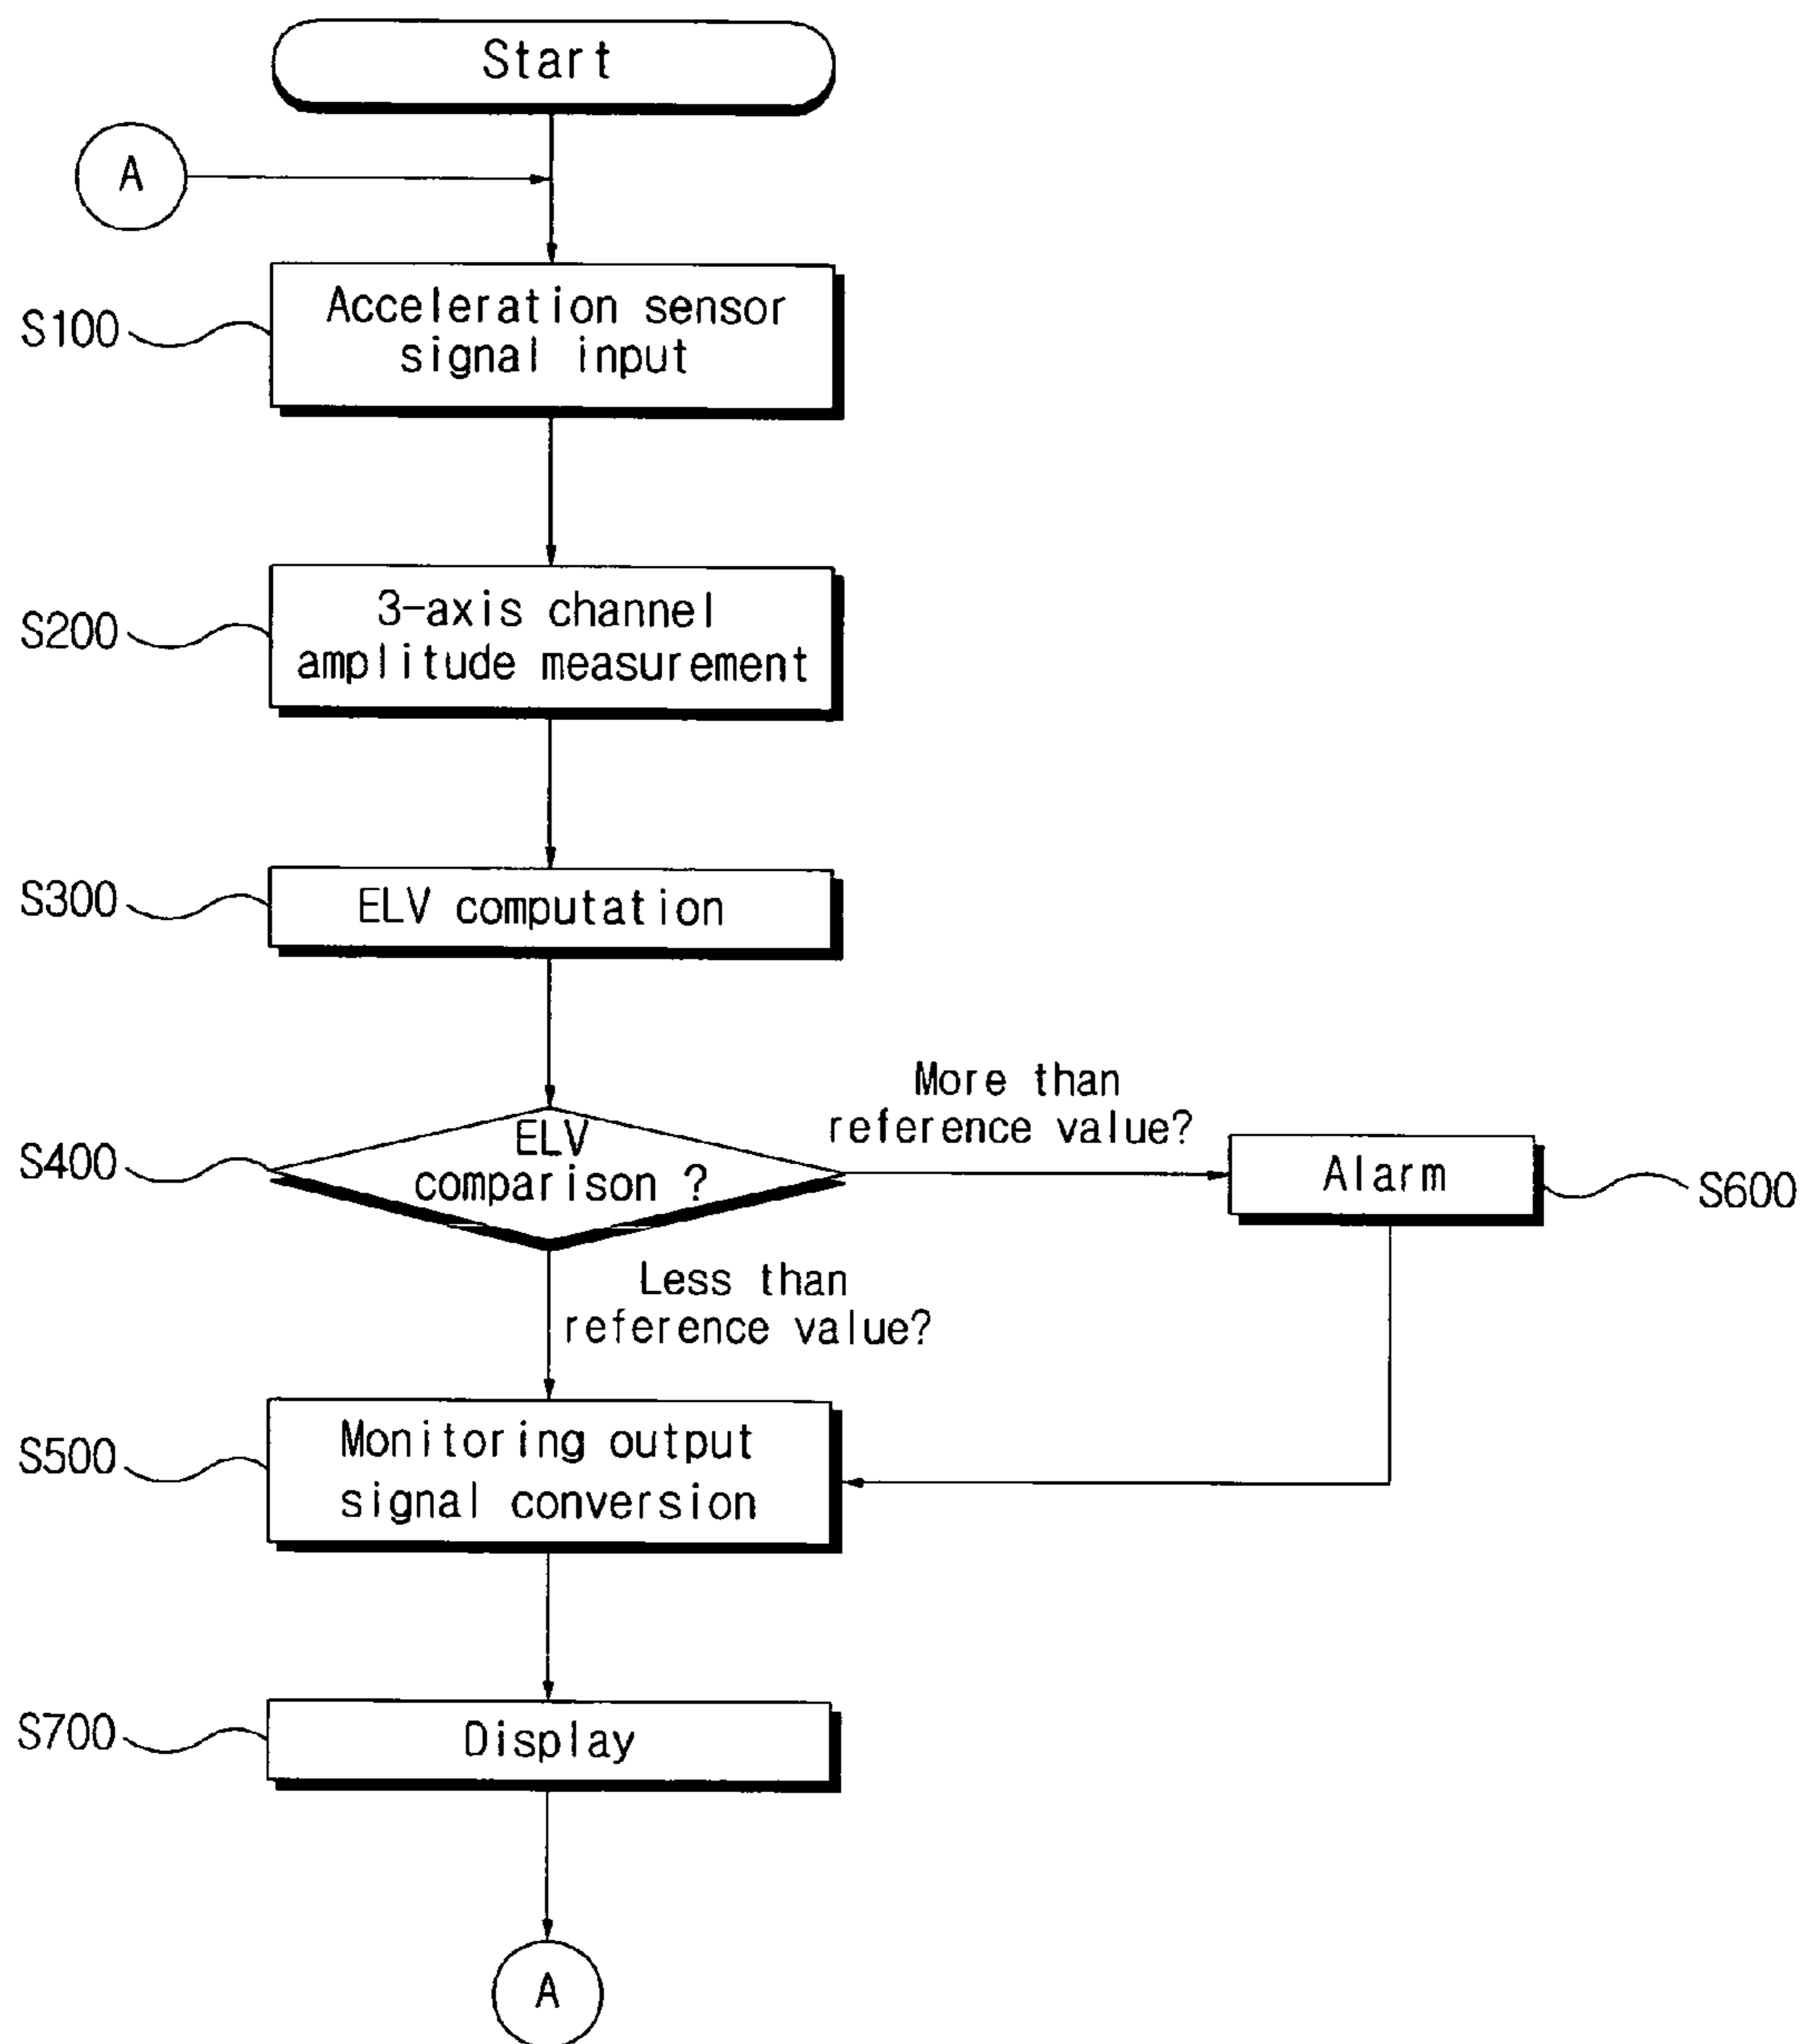 Start
A
S100
Acceleration sensor
signal input
S200
3-axis channel
amplitude measurement
S300
ELV computation
More than
reference value?
S400
ELV
comparison ?
Alarm
S600
Less than
reference value?
S500
Monitoring output
signal conversion
S700
Display
A